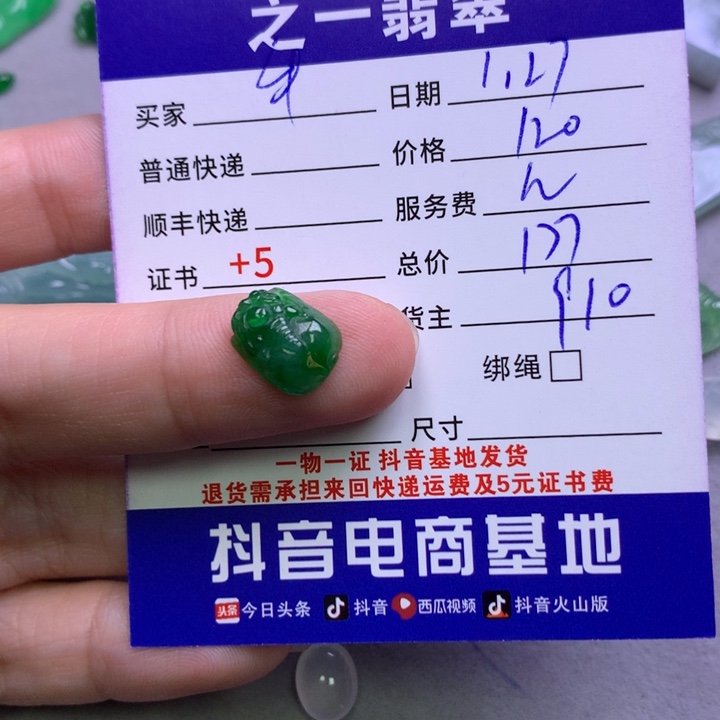 之一翡翠
买家 日期 1.27
普通快递 价格 120
顺丰快递 服务费
证书 +5 总价
货主 910
绑绳
尺寸
一物一证 抖音基地发货
退货需承担来回快递运费及5元证书费
抖音电商基地
头条 今日头条 抖音 西瓜视频 抖音火山版